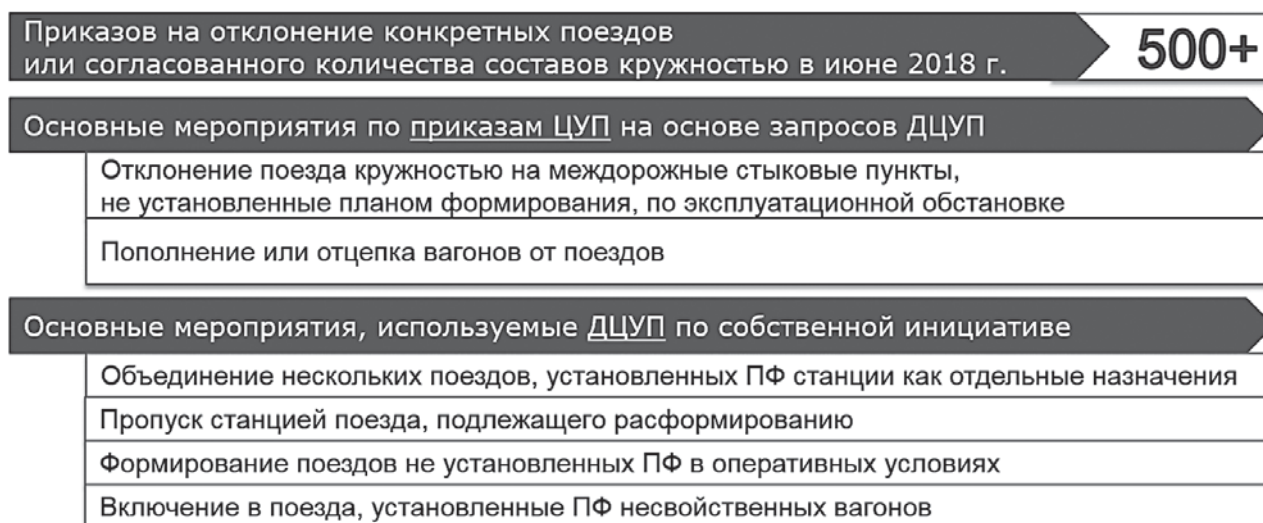 Приказов на отклонение конкретных поездов
или согласованного количества составов кружностью в июне 2018 г.
500+
Основные мероприятия по приказам ЦУП на основе запросов ДЦУП
Отклонение поезда кружностью на междорожные стыковые пункты,
не установленные планом формирования, по эксплуатационной обстановке
Пополнение или отцепка вагонов от поездов
Основные мероприятия, используемые ДЦУП по собственной инициативе
Объединение нескольких поездов, установленных ПФ станции как отдельные назначения
Пропуск станцией поезда, подлежащего расформированию
Формирование поездов не установленных ПФ в оперативных условиях
Включение в поезда, установленные ПФ несвойственных вагонов